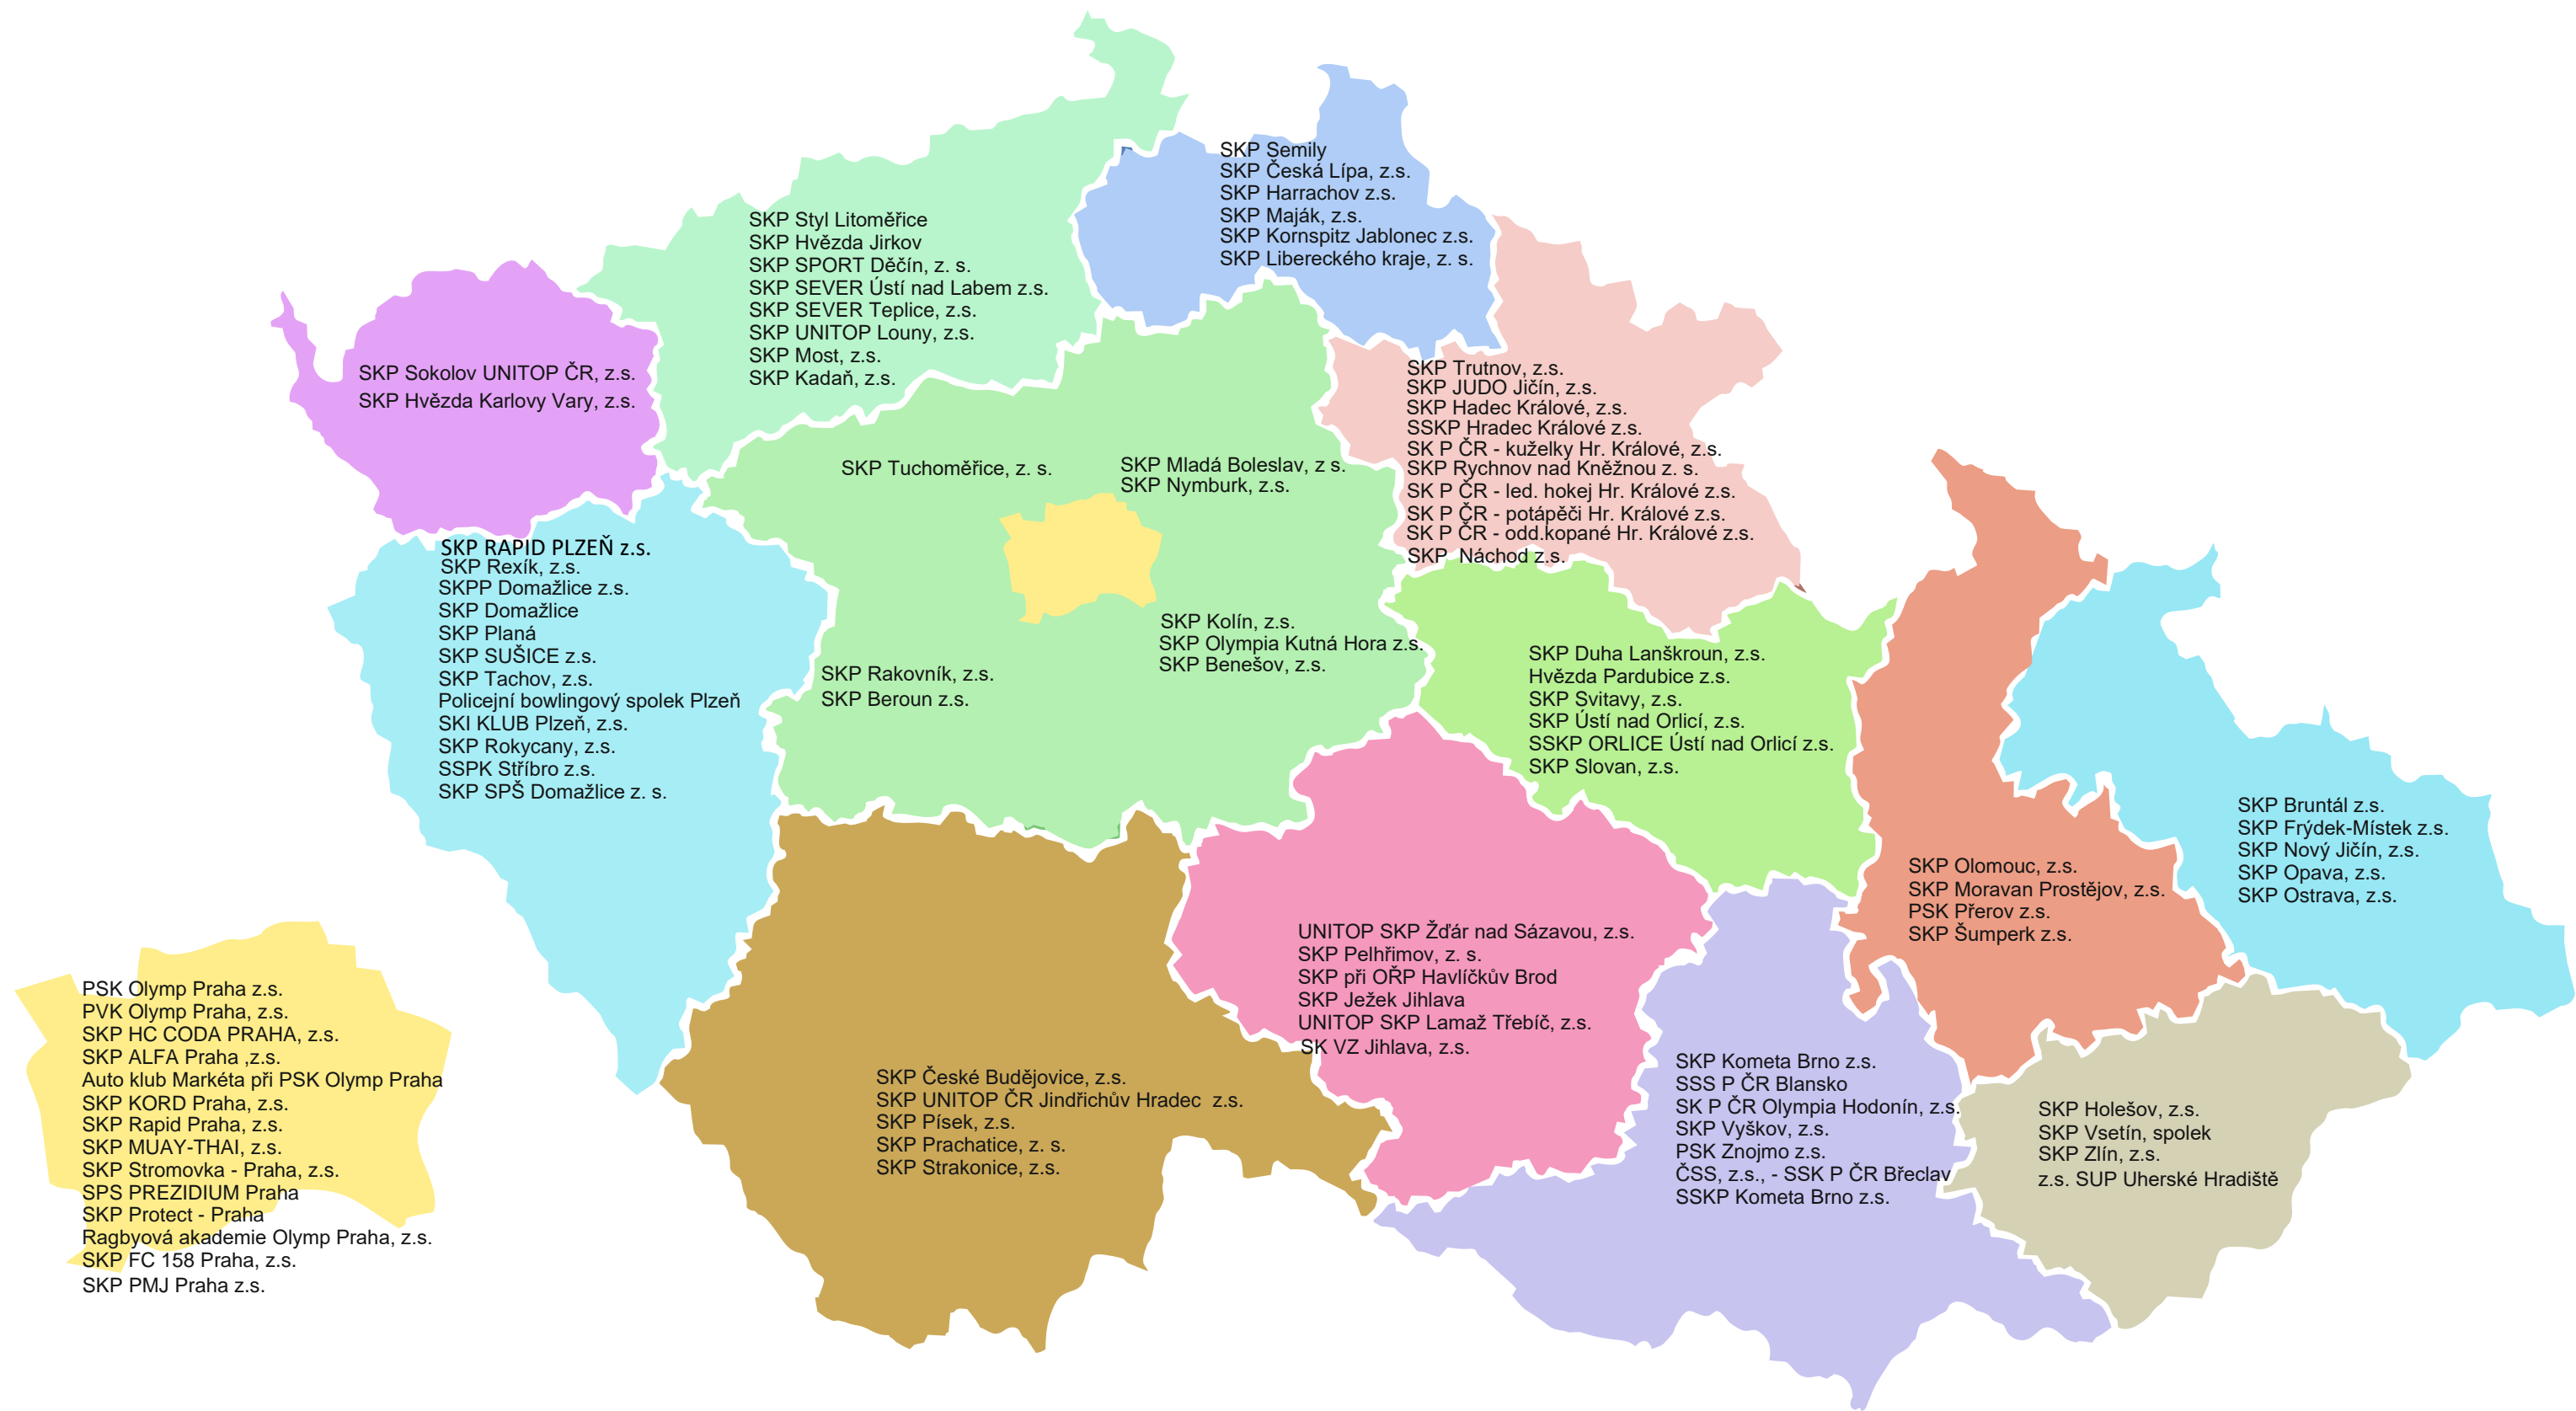 SKP Semily
SKP Česká Lípa, z.s.
SKP Harrachov z.s.
SKP Maják, z.s.
SKP Kornspitz Jablonec z.s.
SKP Libereckého kraje, z. s.
SKP Styl Litoměřice
SKP Hvězda Jirkov
SKP SPORT Děčín, z. s.
SKP SEVER Ústí nad Labem z.s.
SKP SEVER Teplice, z.s.
SKP UNITOP Louny, z.s.
SKP Most, z.s.
SKP Kadaň, z.s.
SKP Sokolov UNITOP ČR, z.s.
SKP Hvězda Karlovy Vary, z.s.
SKP Trutnov, z.s.
SKP JUDO Jičín, z.s.
SKP Hadec Králové, z.s.
SSKP Hradec Králové z.s.
SK P ČR - kuželky Hr. Králové, z.s.
SKP Rychnov nad Kněžnou z. s.
SK P ČR - led. hokej Hr. Králové z.s.
SK P ČR - potápěči Hr. Králové z.s.
SK P ČR - odd.kopané Hr. Králové z.s.
SKP  Náchod z.s.
SKP Tuchoměřice, z. s.
SKP Mladá Boleslav, z s.
SKP Nymburk, z.s.
SKP Kolín, z.s.
SKP Olympia Kutná Hora z.s.
SKP Benešov, z.s.
SKP Rakovník, z.s.
SKP Beroun z.s.
SKP RAPID PLZEŇ z.s.
SKP Rexík, z.s.
SKPP Domažlice z.s.
SKP Domažlice
SKP Planá
SKP SUŠICE z.s.
SKP Tachov, z.s.
Policejní bowlingový spolek Plzeň
SKI KLUB Plzeň, z.s.
SKP Rokycany, z.s.
SSPK Stříbro z.s.
SKP SPŠ Domažlice z. s.
SKP Duha Lanškroun, z.s.
Hvězda Pardubice z.s.
SKP Svitavy, z.s.
SKP Ústí nad Orlicí, z.s.
SSKP ORLICE Ústí nad Orlicí z.s.
SKP Slovan, z.s.
SKP Bruntál z.s.
SKP Frýdek-Místek z.s.
SKP Nový Jičín, z.s.
SKP Opava, z.s.
SKP Ostrava, z.s.
SKP Olomouc, z.s.
SKP Moravan Prostějov, z.s.
PSK Přerov z.s.
SKP Šumperk z.s.
UNITOP SKP Žďár nad Sázavou, z.s.
SKP Pelhřimov, z. s.
SKP při OŘP Havlíčkův Brod
SKP Ježek Jihlava
UNITOP SKP Lamaž Třebíč, z.s.
SK VZ Jihlava, z.s.
PSK Olymp Praha z.s.
PVK Olymp Praha, z.s.
SKP HC CODA PRAHA, z.s.
SKP ALFA Praha ,z.s.
Auto klub Markéta při PSK Olymp Praha
SKP KORD Praha, z.s.
SKP Rapid Praha, z.s.
SKP MUAY-THAI, z.s.
SKP Stromovka - Praha, z.s.
SPS PREZIDIUM Praha
SKP Protect - Praha
Ragbyová akademie Olymp Praha, z.s.
SKP FC 158 Praha, z.s.
SKP PMJ Praha z.s.
SKP České Budějovice, z.s.
SKP UNITOP ČR Jindřichův Hradec  z.s.
SKP Písek, z.s.
SKP Prachatice, z. s.
SKP Strakonice, z.s.
SKP Kometa Brno z.s.
SSS P ČR Blansko
SK P ČR Olympia Hodonín, z.s.
SKP Vyškov, z.s.
PSK Znojmo z.s.
ČSS, z.s., - SSK P ČR Břeclav
SSKP Kometa Brno z.s.
SKP Holešov, z.s.
SKP Vsetín, spolek
SKP Zlín, z.s.
z.s. SUP Uherské Hradiště